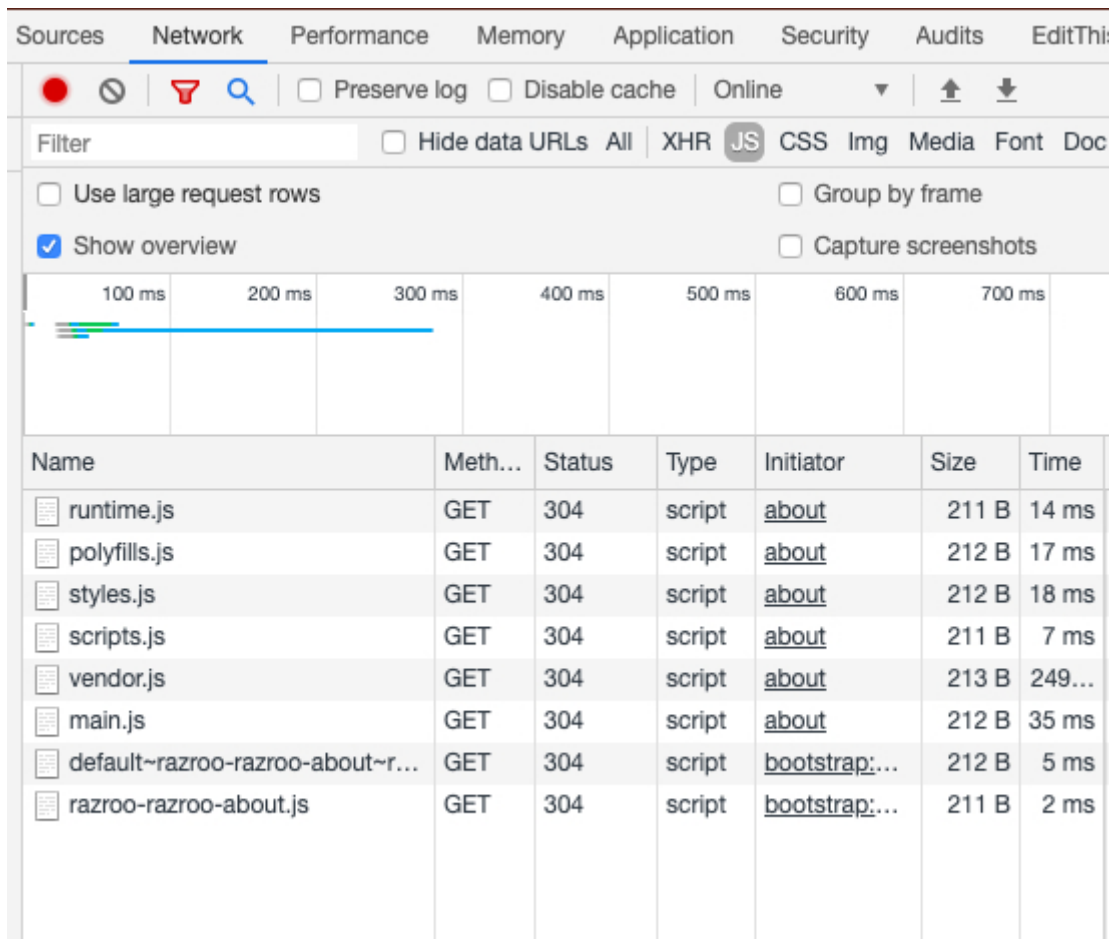 Sources Network Performance Memory Application Security Audits EditThis
Preserve log Disable cache Online
Filter Hide data URLs All XHR JS CSS Img Media Font Doc
Use large request rows Group by frame
Show overview Capture screenshots
100 ms 200 ms 300 ms 400 ms 500 ms 600 ms 700 ms
Name Meth... Status Type Initiator Size Time
runtime.js GET 304 script about 211 B 14 ms
polyfills.js GET 304 script about 212 B 17 ms
styles.js GET 304 script about 212 B 18 ms
scripts.js GET 304 script about 211 B 7 ms
vendor.js GET 304 script about 213 B 249...
main.js GET 304 script about 212 B 35 ms
default~razroo-razroo-about~r... GET 304 script bootstrap:... 212 B 5 ms
razroo-razroo-about.js GET 304 script bootstrap:... 211 B 2 ms